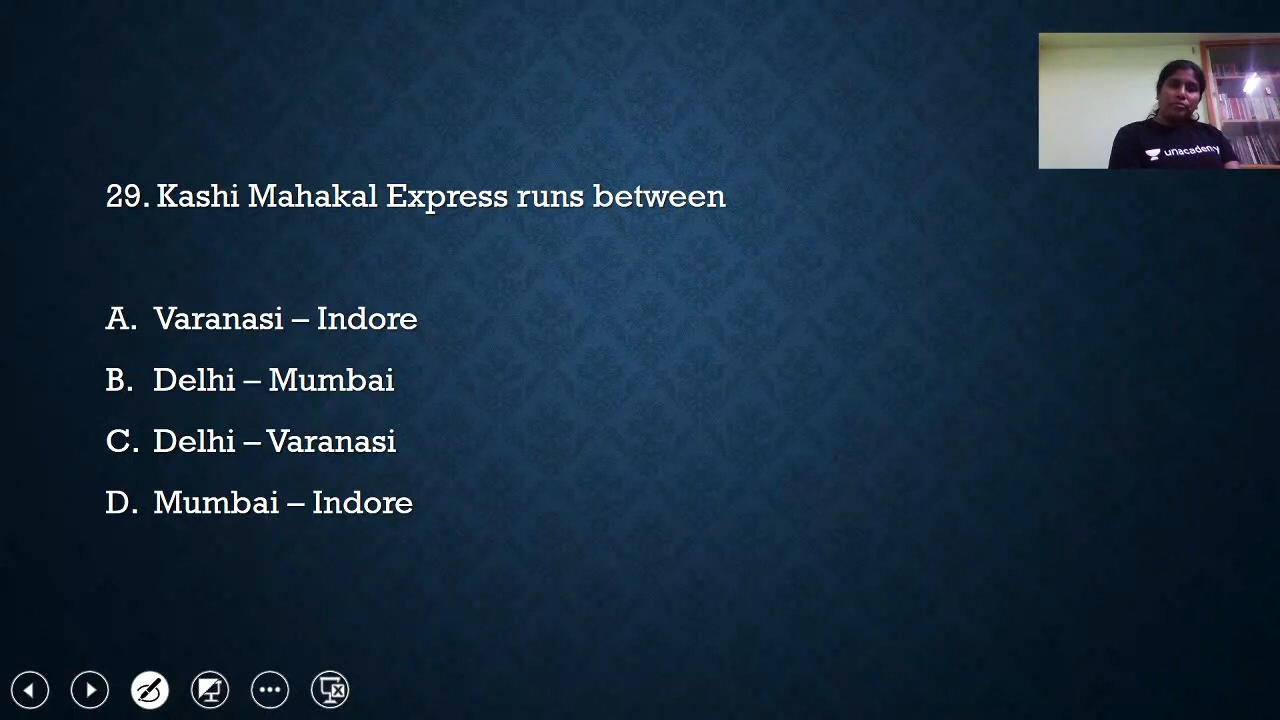 unacademy
29. Kashi Mahakal Express runs between
A. Varanasi – Indore
B. Delhi – Mumbai
C. Delhi – Varanasi
D. Mumbai – Indore